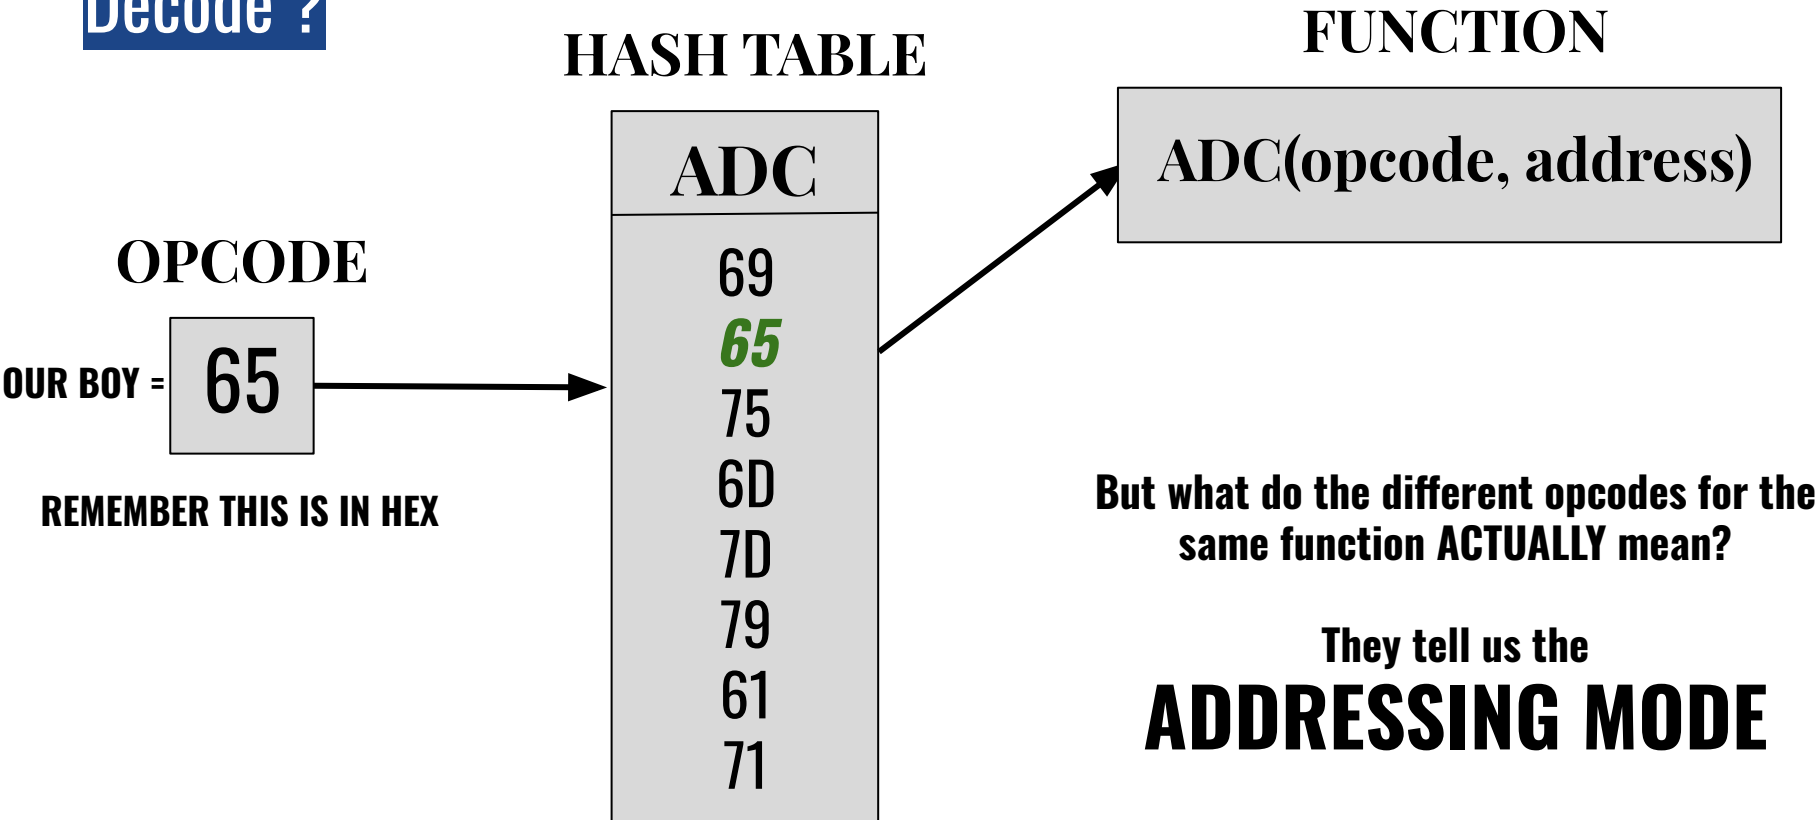 Decode ?
HASH TABLE
FUNCTION
ADC
ADC(opcode, address)
OPCODE
OUR BOY =
65
REMEMBER THIS IS IN HEX
69
65
75
6D
7D
79
61
71
But what do the different opcodes for the
same function ACTUALLY mean?
They tell us the
ADDRESSING MODE